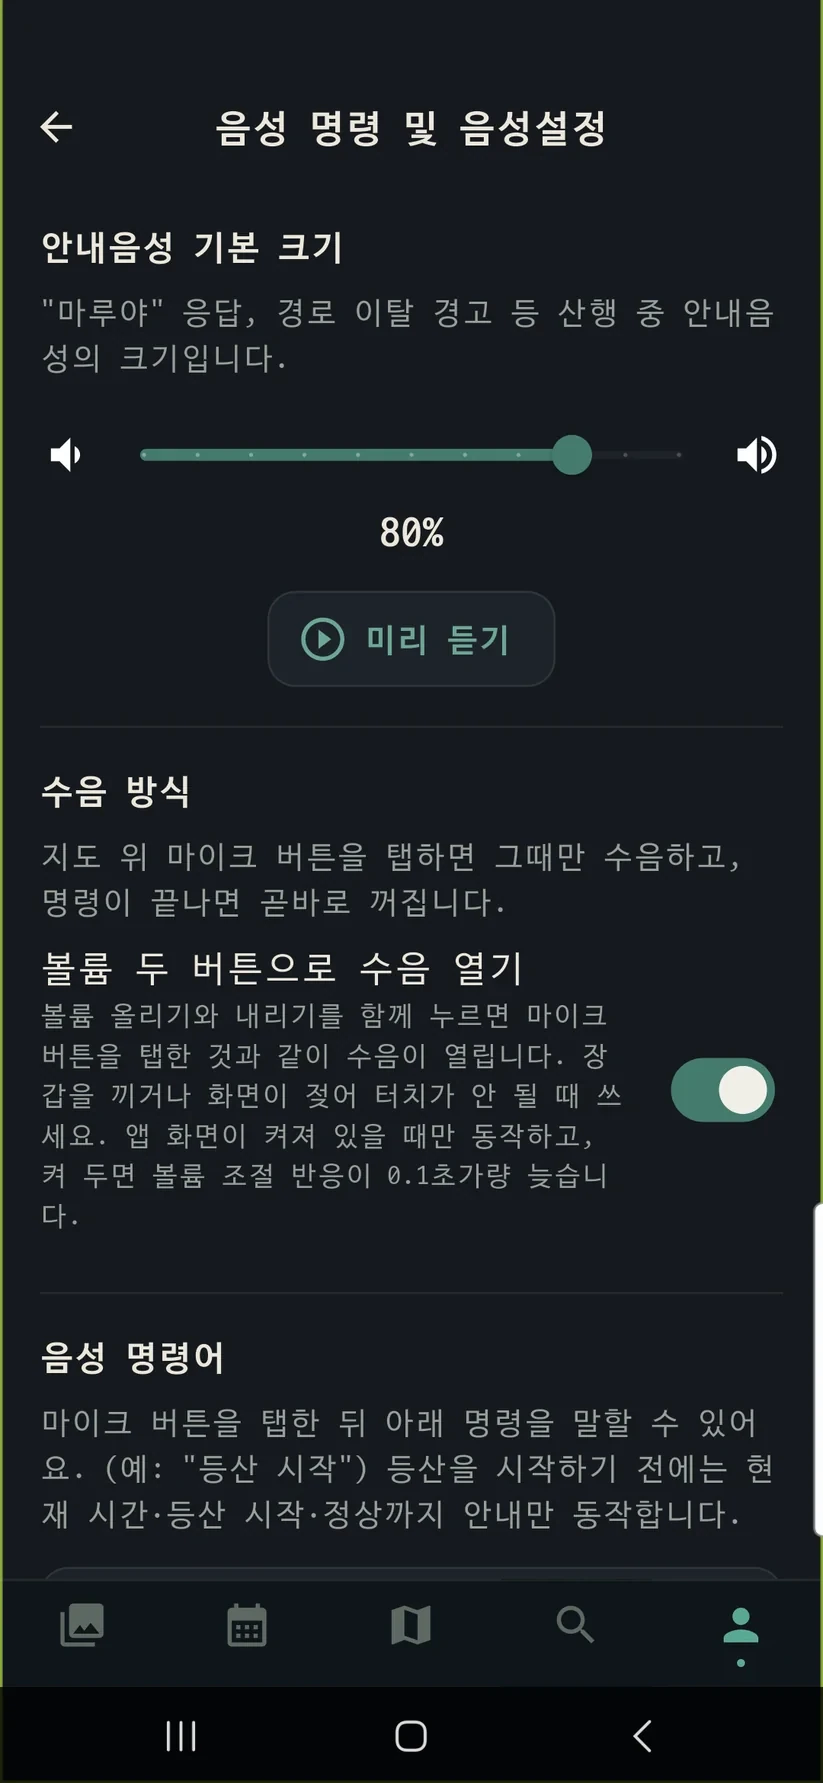 음성 명령 및 음성설정
안내음성 기본 크기
"마루야" 응답, 경로 이탈 경고 등 산행 중 안내음
성의 크기입니다.
80%
미리 듣기
수음 방식
지도 위 마이크 버튼을 탭하면 그때만 수음하고,
명령이 끝나면 곧바로 꺼집니다.
볼륨 두 버튼으로 수음 열기
볼륨 올리기와 내리기를 함께 누르면 마이크
버튼을 탭한 것과 같이 수음이 열립니다. 장
갑을 끼거나 화면이 젖어 터치가 안 될 때 쓰
세요. 앱 화면이 켜져 있을 때만 동작하고,
켜 두면 볼륨 조절 반응이 0.1초가량 늦습니
다.
음성 명령어
마이크 버튼을 탭한 뒤 아래 명령을 말할 수 있어
요. (예: "등산 시작") 등산을 시작하기 전에는 현
재 시간·등산 시작·정상까지 안내만 동작합니다.